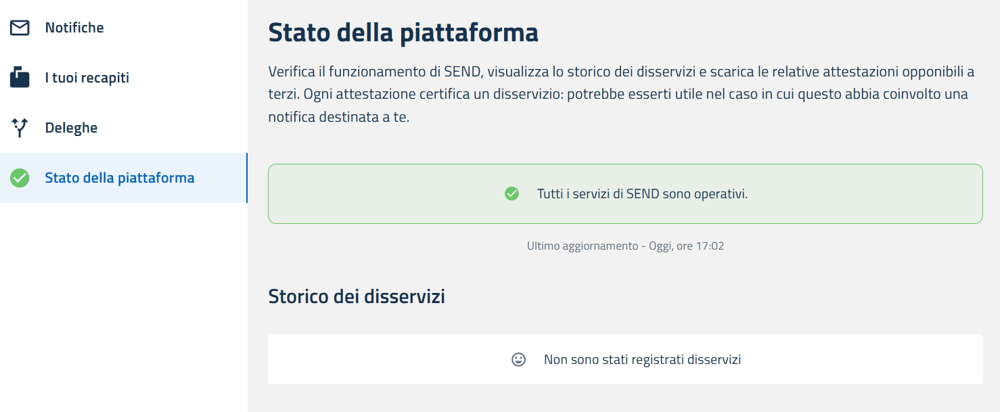 Notifiche
I tuoi recapiti
Deleghe
Stato della piattaforma
Stato della piattaforma
Verifica il funzionamento di SEND, visualizza lo storico dei disservizi e scarica le relative attestazioni opponibili a
terzi. Ogni attestazione certifica un disservizio: potrebbe esserti utile nel caso in cui questo abbia coinvolto una
notifica destinata a te.
Tutti i servizi di SEND sono operativi.
Ultimo aggiornamento - Oggi, ore 17:02
Storico dei disservizi
Non sono stati registrati disservizi